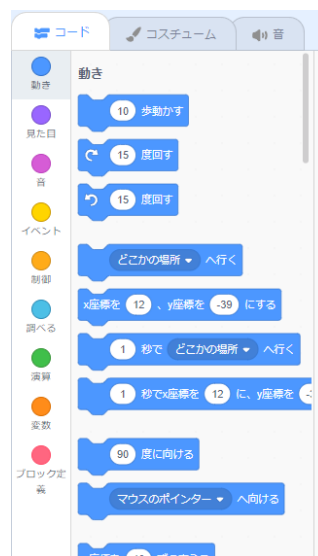 コード
コスチューム
音
動き
見た目
音
イベント
制御
調べる
演算
変数
ブロック定
義
動き
10 歩動かす
15 度回す
15 度回す
どこかの場所 へ行く
x座標を 12 、y座標を -39 にする
1 秒で どこかの場所 へ行く
1 秒でx座標を 12 に、y座標を
90 度に向ける
マウスのポインター へ向ける